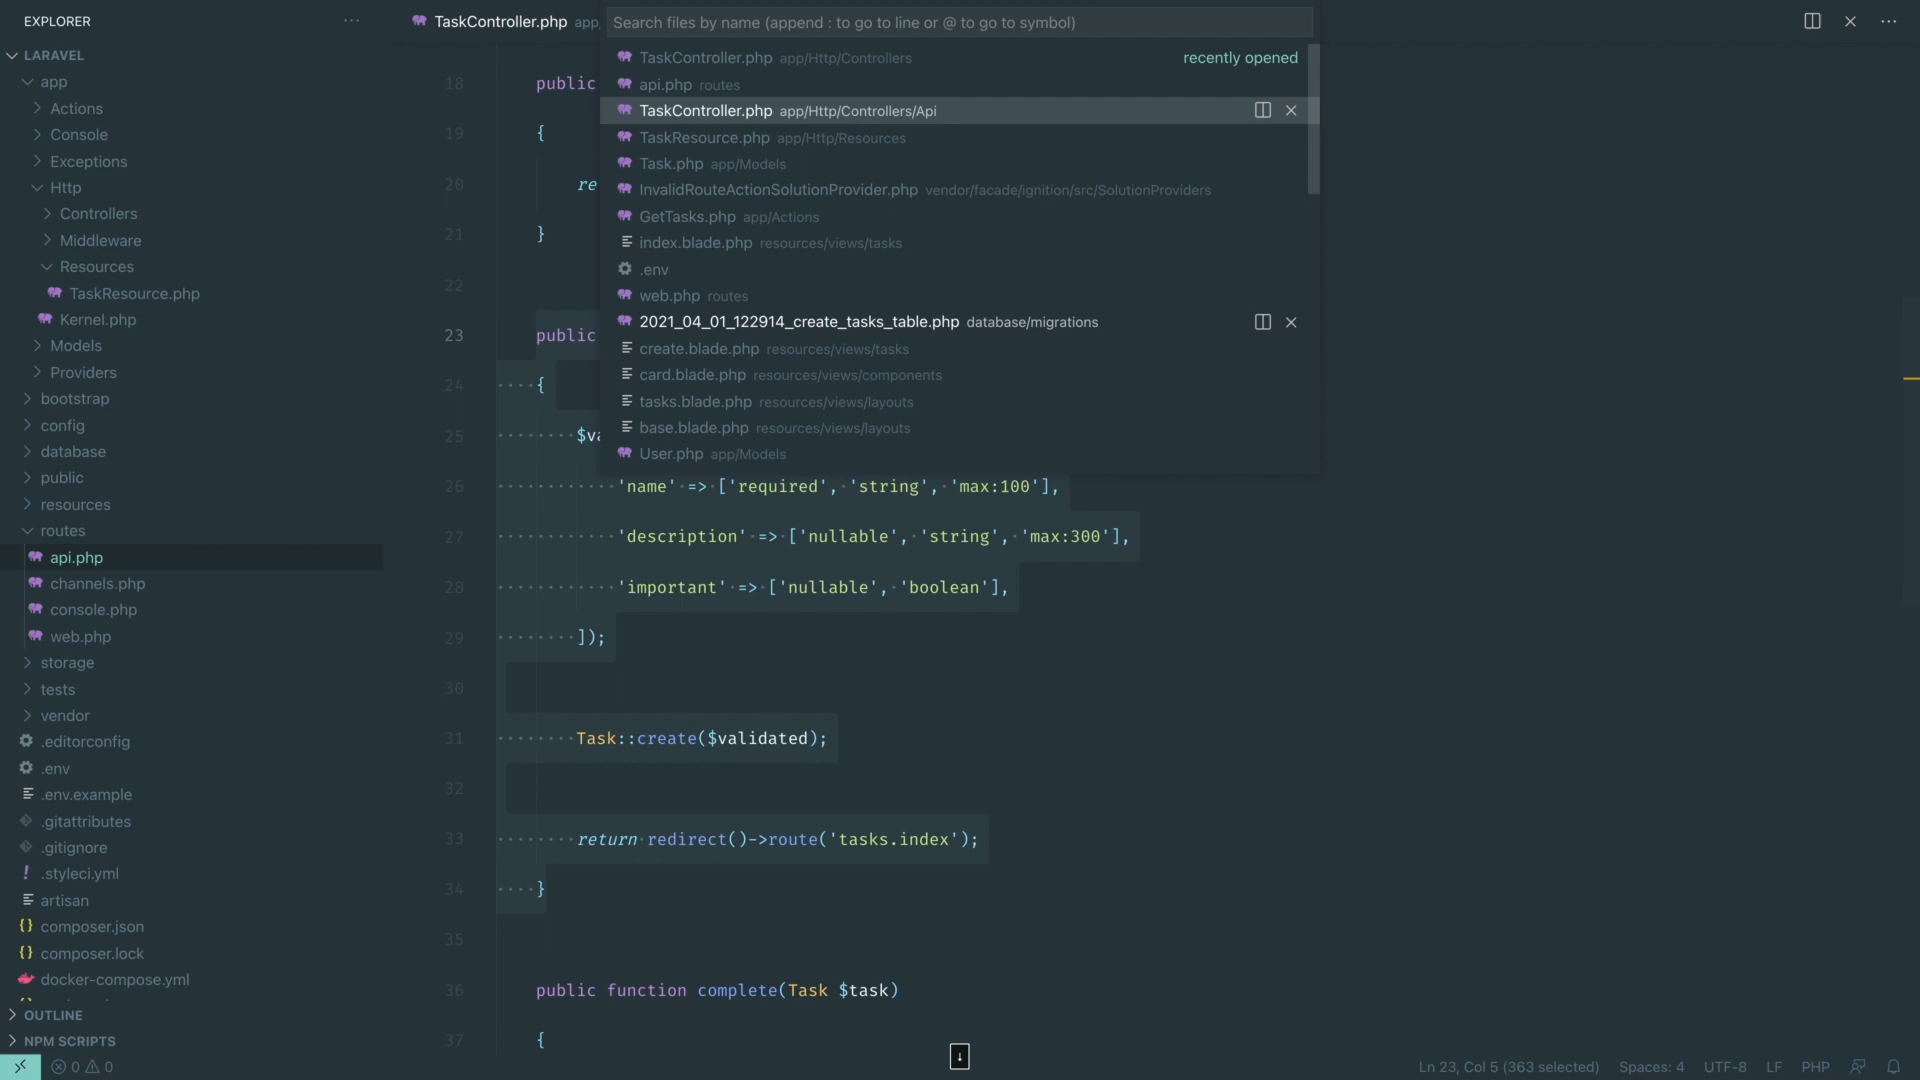 EXPLORER
LARAVEL
app
Actions
Console
Exceptions
Http
Controllers
Middleware
Resources
TaskResource.php
Kernel.php
Models
Providers
bootstrap
config
database
public
resources
routes
api.php
channels.php
console.php
web.php
storage
tests
vendor
.editorconfig
.env
.env.example
.gitattributes
.gitignore
.styleci.yml
artisan
composer.json
composer.lock
docker-compose.yml
OUTLINE
NPM SCRIPTS
TaskController.php app
Search files by name (append : to go to line or @ to go to symbol)
TaskController.php app/Http/Controllers recently opened
api.php routes
TaskController.php app/Http/Controllers/Api
TaskResource.php app/Http/Resources
Task.php app/Models
InvalidRouteActionSolutionProvider.php vendor/facade/ignition/src/SolutionProviders
GetTasks.php app/Actions
index.blade.php resources/views/tasks
.env
web.php routes
2021_04_01_122914_create_tasks_table.php database/migrations
create.blade.php resources/views/tasks
card.blade.php resources/views/components
tasks.blade.php resources/views/layouts
base.blade.php resources/views/layouts
User.php app/Models
18 public
19 {
20 re
21 }
22
23 public
24 {
25 $va
26 'name' => ['required', 'string', 'max:100'],
27 'description' => ['nullable', 'string', 'max:300'],
28 'important' => ['nullable', 'boolean'],
29 ]);
30
31 Task::create($validated);
32
33 return redirect()->route('tasks.index');
34 }
35
36 public function complete(Task $task)
37 {
↓
0 0
Ln 23, Col 5 (363 selected) Spaces: 4 UTF-8 LF PHP